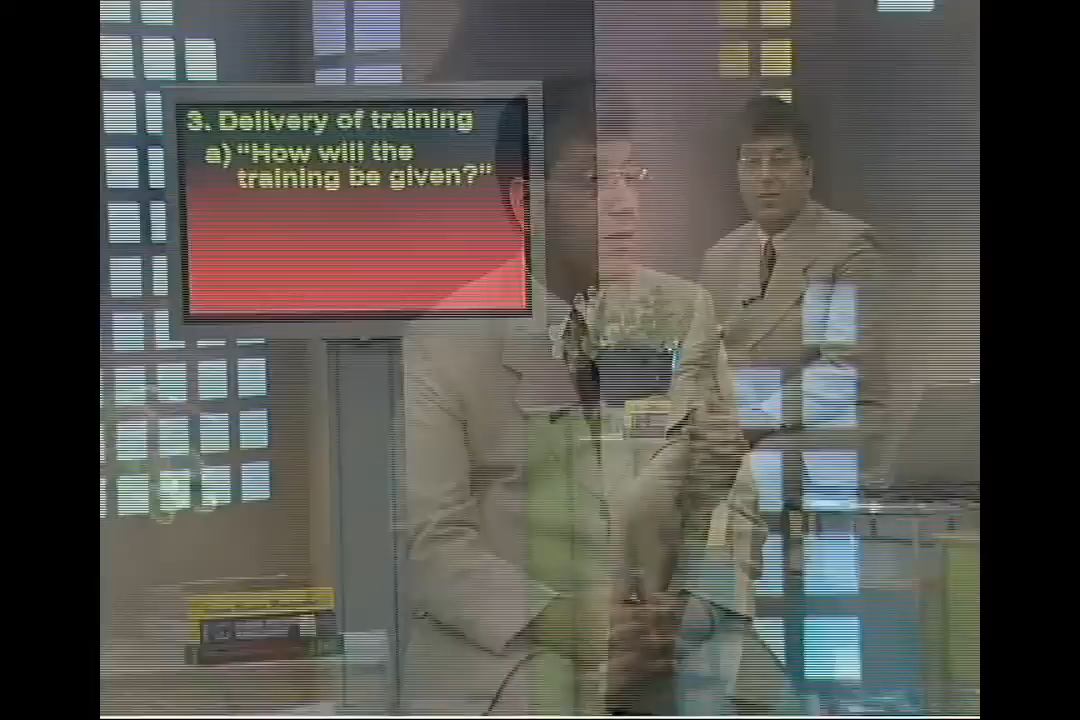 3. Delivery of training
a) "How will the
training be given?"